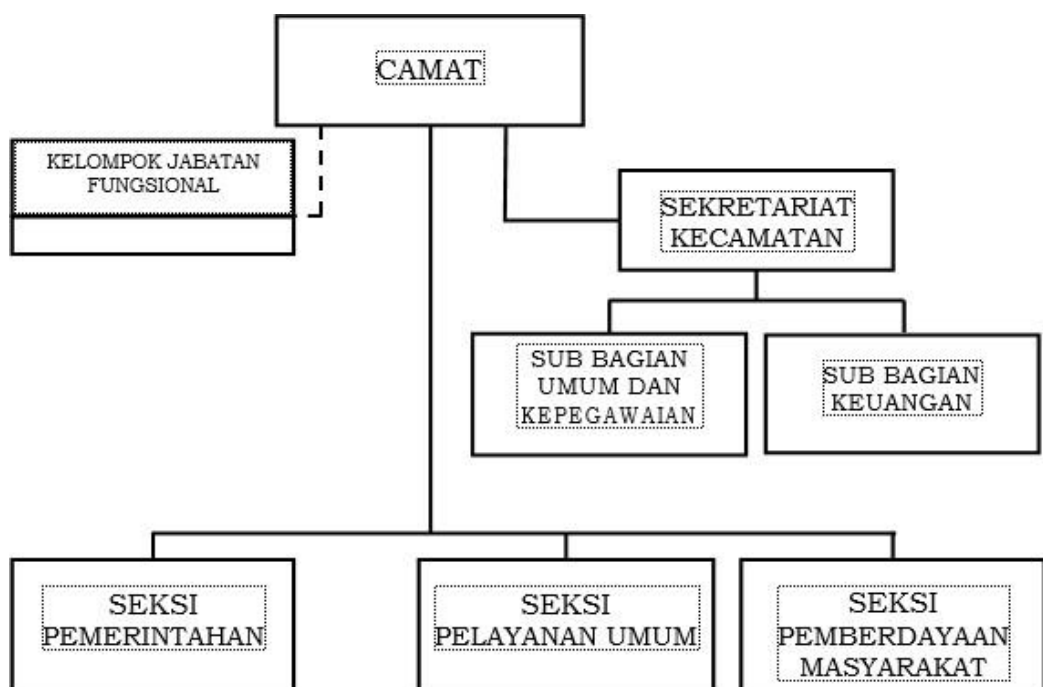 CAMAT
KELOMPOK JABATAN
FUNGSIONAL
SEKRETARIAT
KECAMATAN
SUB BAGIAN
UMUM DAN
KEPEGAWAIAN
SUB BAGIAN
KEUANGAN
SEKSI
PEMERINTAHAN
SEKSI
PELAYANAN UMUM
SEKSI
PEMBERDAYAAN
MASYARAKAT